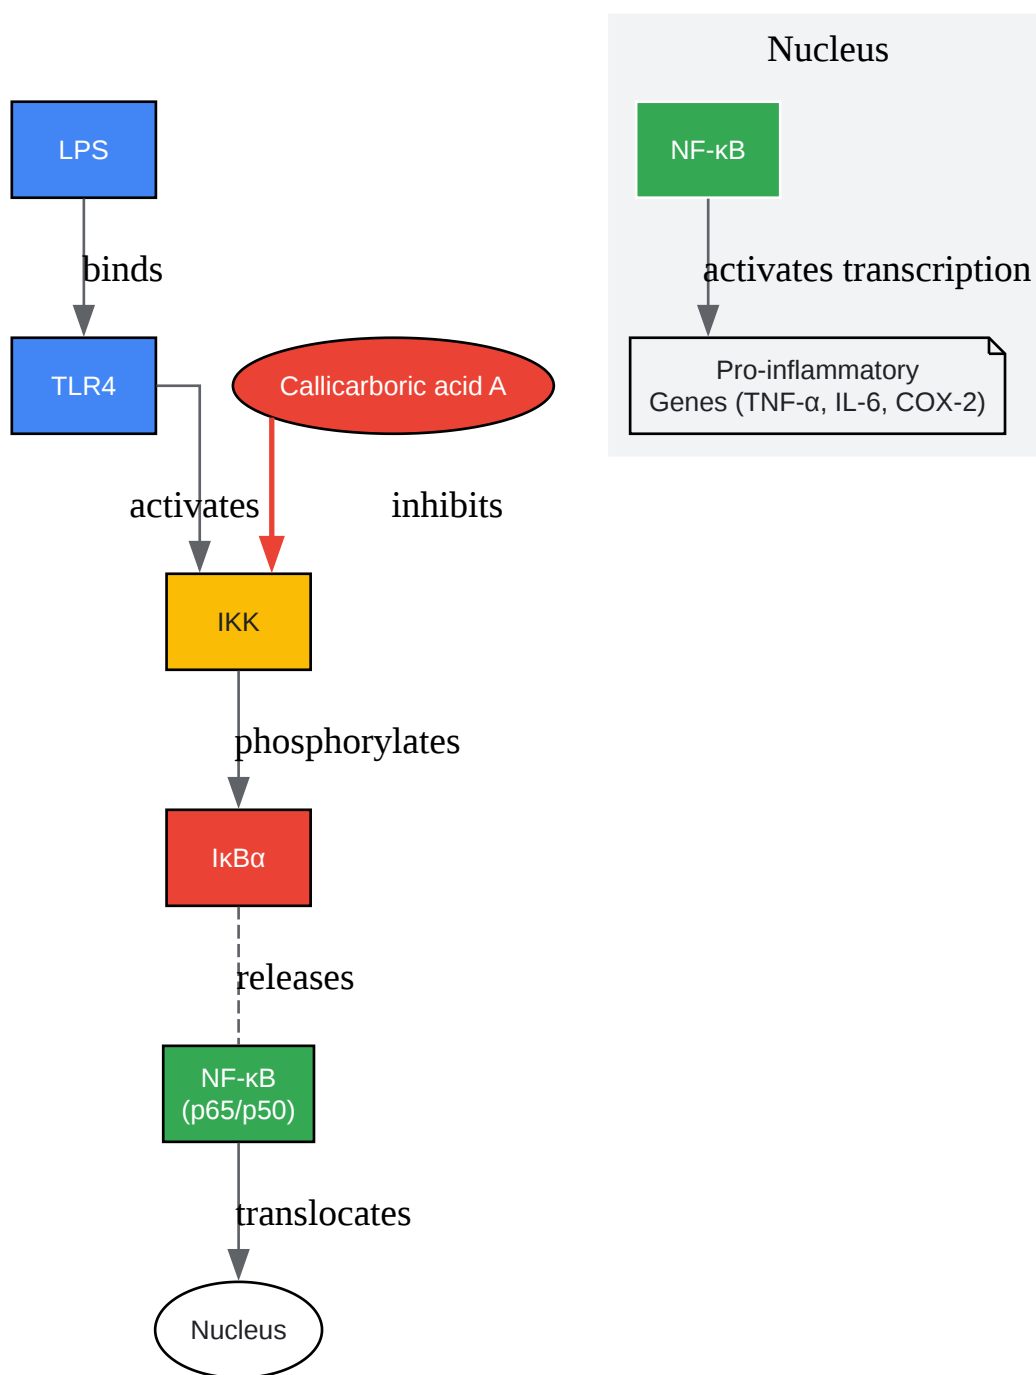 LPS
binds
TLR4
Callicarboric acid A
activates
inhibits
IKK
phosphorylates
IκBα
releases
NF-κB
(p65/p50)
translocates
Nucleus
Nucleus
NF-κB
activates transcription
Pro-inflammatory
Genes (TNF-α, IL-6, COX-2)